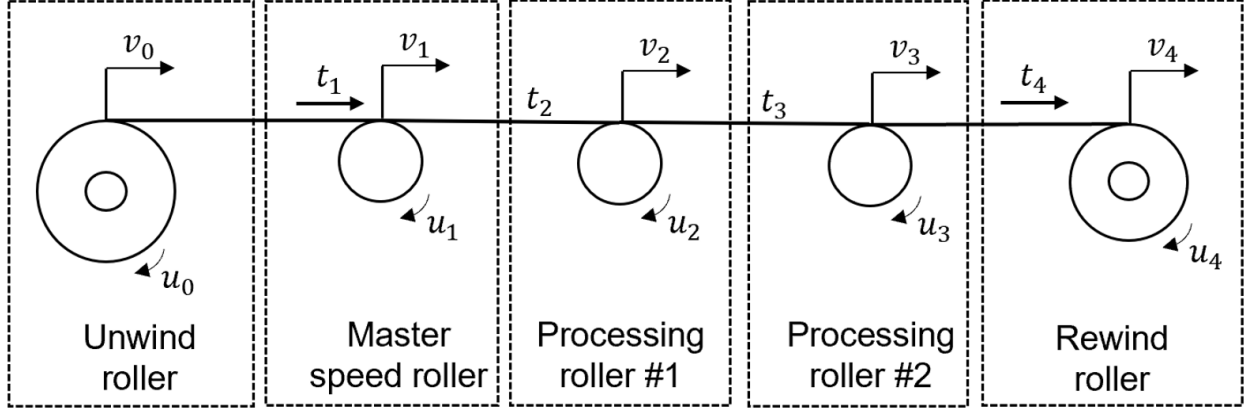 v₀
v₁
v₂
v₃
v₄
t₁
t₂
t₃
t₄
u₀
u₁
u₂
u₃
u₄
Unwind
roller
Master
speed roller
Processing
roller #1
Processing
roller #2
Rewind
roller